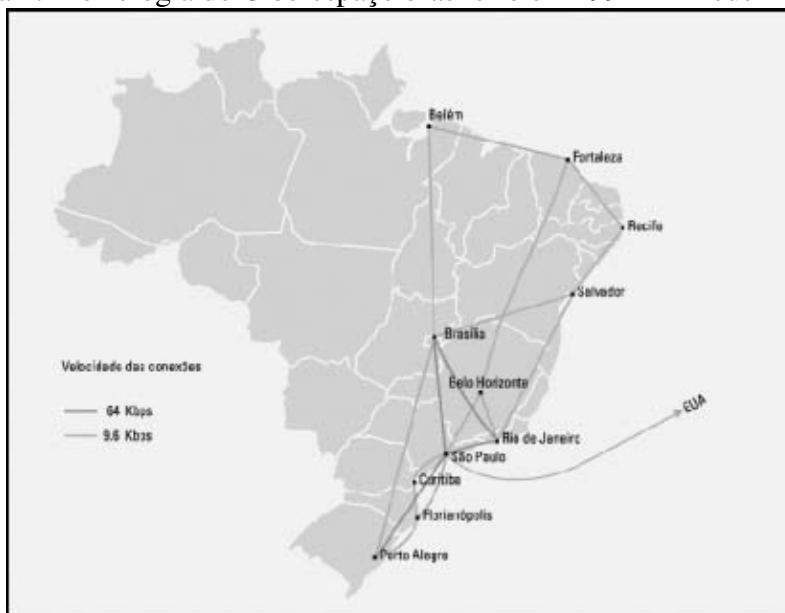 Belém
Fortaleza
Recife
Salvador
Brasília
Velocidade das conexões
Belo Horizonte
64 Kbps
EUA
9.6 Kbps
Rio de Janeiro
São Paulo
Curitiba
Florianópolis
Porto Alegre